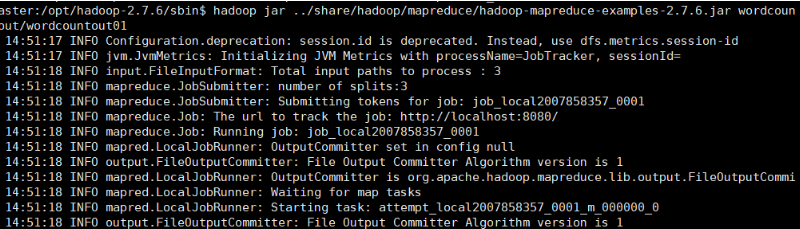 aster:/opt/hadoop-2.7.6/sbin$ hadoop jar ../share/hadoop/mapreduce/hadoop-mapreduce-examples-2.7.6.jar wordcoun
out/wordcountout01
14:51:17 INFO Configuration.deprecation: session.id is deprecated. Instead, use dfs.metrics.session-id
14:51:17 INFO jvm.JvmMetrics: Initializing JVM Metrics with processName=JobTracker, sessionId=
14:51:18 INFO input.FileInputFormat: Total input paths to process : 3
14:51:18 INFO mapreduce.JobSubmitter: number of splits:3
14:51:18 INFO mapreduce.JobSubmitter: Submitting tokens for job: job_local2007858357_0001
14:51:18 INFO mapreduce.Job: The url to track the job: http://localhost:8080/
14:51:18 INFO mapreduce.Job: Running job: job_local2007858357_0001
14:51:18 INFO mapred.LocalJobRunner: OutputCommitter set in config null
14:51:18 INFO output.FileOutputCommitter: File Output Committer Algorithm version is 1
14:51:18 INFO mapred.LocalJobRunner: OutputCommitter is org.apache.hadoop.mapreduce.lib.output.FileOutputCommi
14:51:18 INFO mapred.LocalJobRunner: Waiting for map tasks
14:51:18 INFO mapred.LocalJobRunner: Starting task: attempt_local2007858357_0001_m_000000_0
14:51:18 INFO output.FileOutputCommitter: File Output Committer Algorithm version is 1